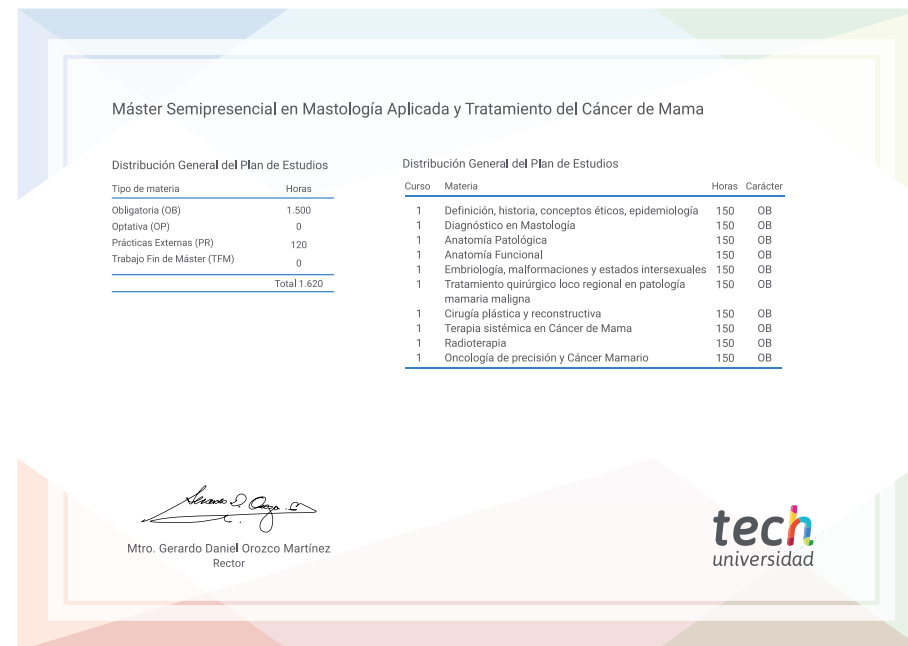 Máster Semipresencial en Mastología Aplicada y Tratamiento del Cáncer de Mama
Distribución General del Plan de Estudios
Tipo de materia Horas
Obligatoria (OB) 1.500
Optativa (OP) 0
Prácticas Externas (PR) 120
Trabajo Fin de Máster (TFM) 0
Total 1.620
Distribución General del Plan de Estudios
Curso Materia Horas Carácter
1 Definición, historia, conceptos éticos, epidemiología 150 OB
1 Diagnóstico en Mastología 150 OB
1 Anatomía Patológica 150 OB
1 Anatomía Funcional 150 OB
1 Embriología, malformaciones y estados intersexuales 150 OB
1 Tratamiento quirúrgico loco regional en patología 150 OB
mamaria maligna
1 Cirugía plástica y reconstructiva 150 OB
1 Terapia sistémica en Cáncer de Mama 150 OB
1 Radioterapia 150 OB
1 Oncología de precisión y Cáncer Mamario 150 OB
Mtro. Gerardo Daniel Orozco Martínez
Rector
tech
universidad